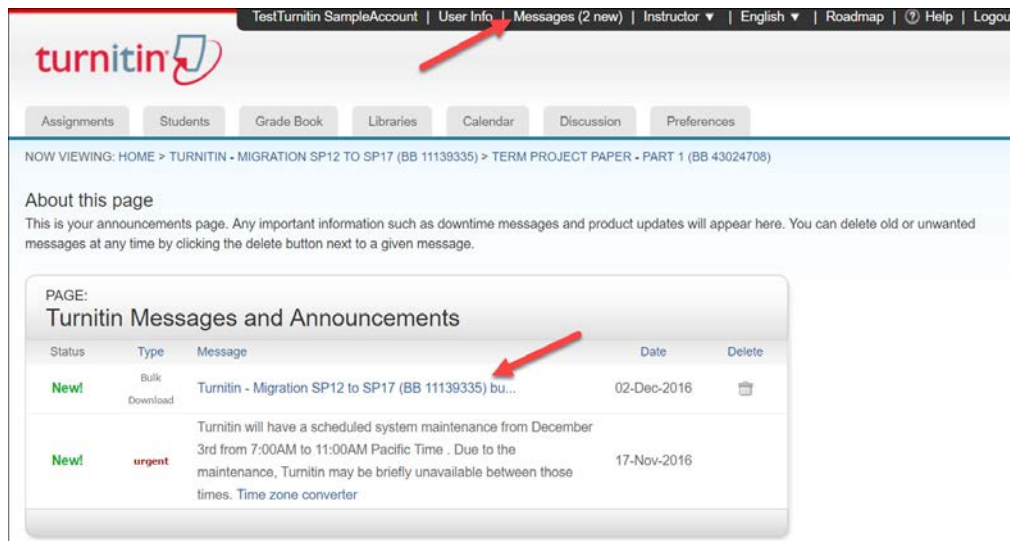 TestTurnitin SampleAccount | User Info | Messages (2 new) | Instructor ▼ | English ▼ | Roadmap | ? Help | Logou
turnitin
Assignments Students Grade Book Libraries Calendar Discussion Preferences
NOW VIEWING: HOME > TURNITIN - MIGRATION SP12 TO SP17 (BB 11139335) > TERM PROJECT PAPER - PART 1 (BB 43024708)
About this page
This is your announcements page. Any important information such as downtime messages and product updates will appear here. You can delete old or unwanted
messages at any time by clicking the delete button next to a given message.
PAGE:
Turnitin Messages and Announcements
Status Type Message Date Delete
New! Bulk Download Turnitin - Migration SP12 to SP17 (BB 11139335) bu... 02-Dec-2016
Turnitin will have a scheduled system maintenance from December
3rd from 7:00AM to 11:00AM Pacific Time . Due to the
New! urgent maintenance, Turnitin may be briefly unavailable between those 17-Nov-2016
times. Time zone converter